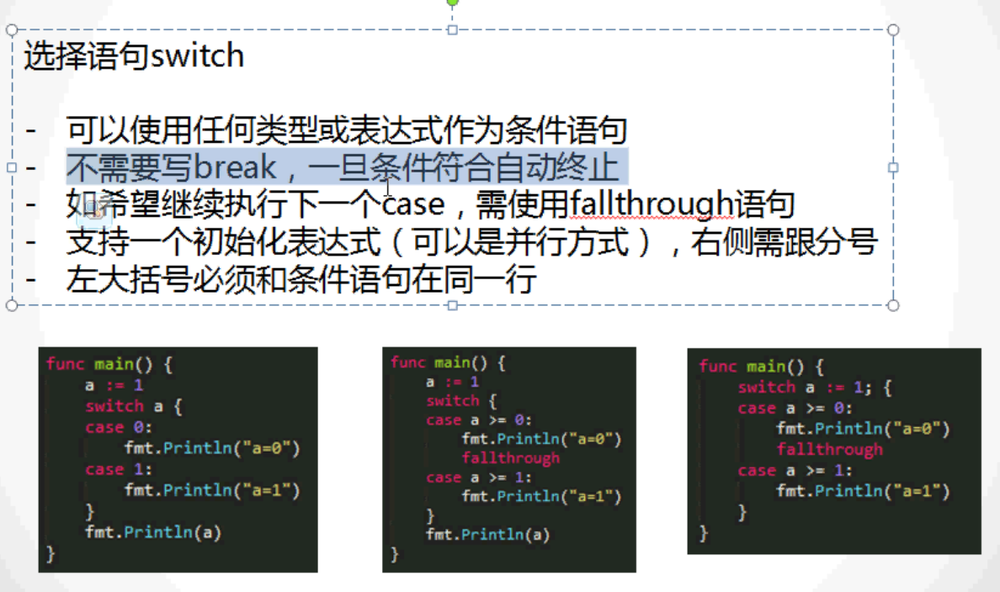 选择语句switch
- 可以使用任何类型或表达式作为条件语句
- 不需要写break，一旦条件符合自动终止
- 如希望继续执行下一个case，需使用fallthrough语句
- 支持一个初始化表达式（可以是并行方式），右侧需跟分号
- 左大括号必须和条件语句在同一行
func main() {
    a := 1
    switch a {
    case 0:
        fmt.Println("a=0")
    case 1:
        fmt.Println("a=1")
    }
    fmt.Println(a)
}
func main() {
    a := 1
    switch {
    case a >= 0:
        fmt.Println("a=0")
        fallthrough
    case a >= 1:
        fmt.Println("a=1")
    }
    fmt.Println(a)
}
func main() {
    switch a := 1; {
    case a >= 0:
        fmt.Println("a=0")
        fallthrough
    case a >= 1:
        fmt.Println("a=1")
    }
}